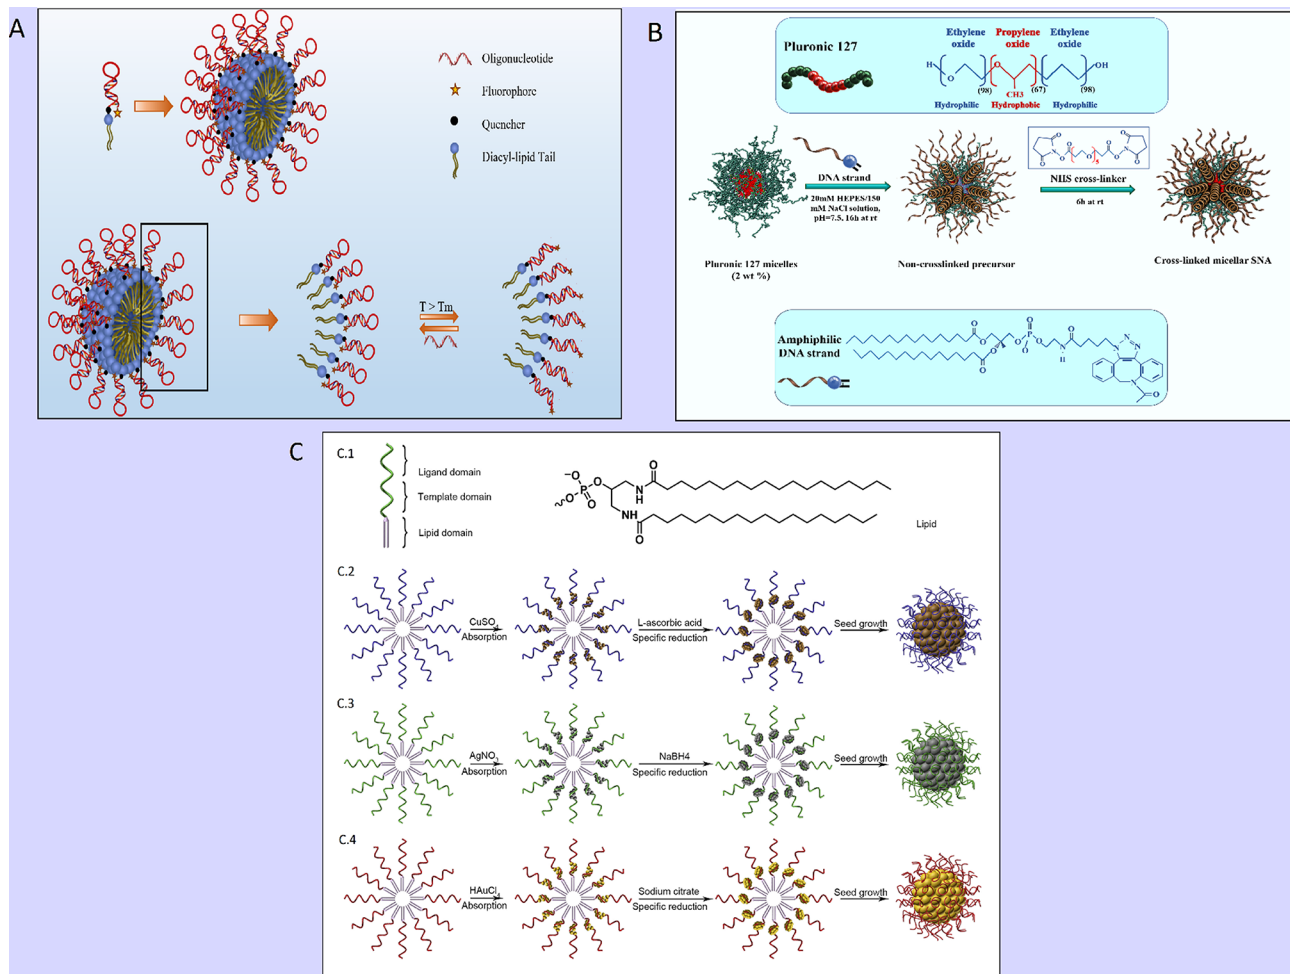 A
Oligonucleotide
Fluorophore
Quencher
Diacyl-lipid Tail
T > Tm
B
Pluronic 127
Ethylene
oxide
Propylene
oxide
Ethylene
oxide
H
O
(98)
O
CH3
(67)
(98)
OH
Hydrophilic
Hydrophobic
Hydrophilic
DNA strand
20mM HEPES/150
mM NaCl solution,
pH=7.5, 16h at rt
NHS cross-linker
6h at rt
Pluronic 127 micelles
(2 wt %)
Non-crosslinked precursor
Cross-linked micellar SNA
Amphiphilic
DNA strand
C
C.1
Ligand domain
Template domain
Lipid domain
Lipid
C.2
CuSO
Absorption
L-ascorbic acid
Specific reduction
Seed growth
C.3
AgNO3
Absorption
NaBH4
Specific reduction
Seed growth
C.4
HAuCl4
Absorption
Sodium citrate
Specific reduction
Seed growth